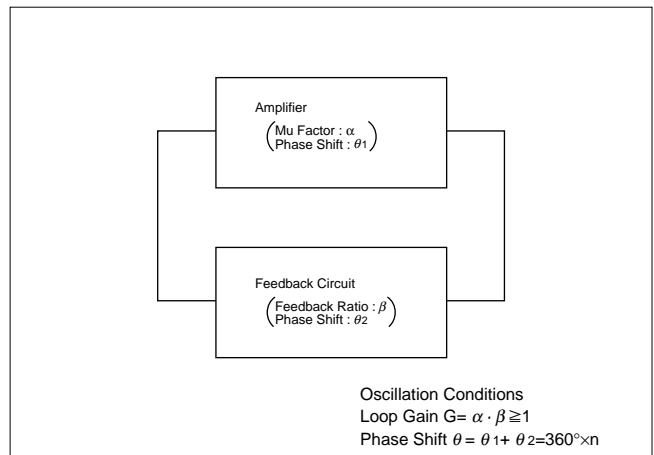 Amplifier
(Mu Factor : α
Phase Shift : θ1)
Feedback Circuit
(Feedback Ratio : β
Phase Shift : θ2)
Oscillation Conditions
Loop Gain G= α · β≧1
Phase Shift θ = θ1+ θ2=360°×n